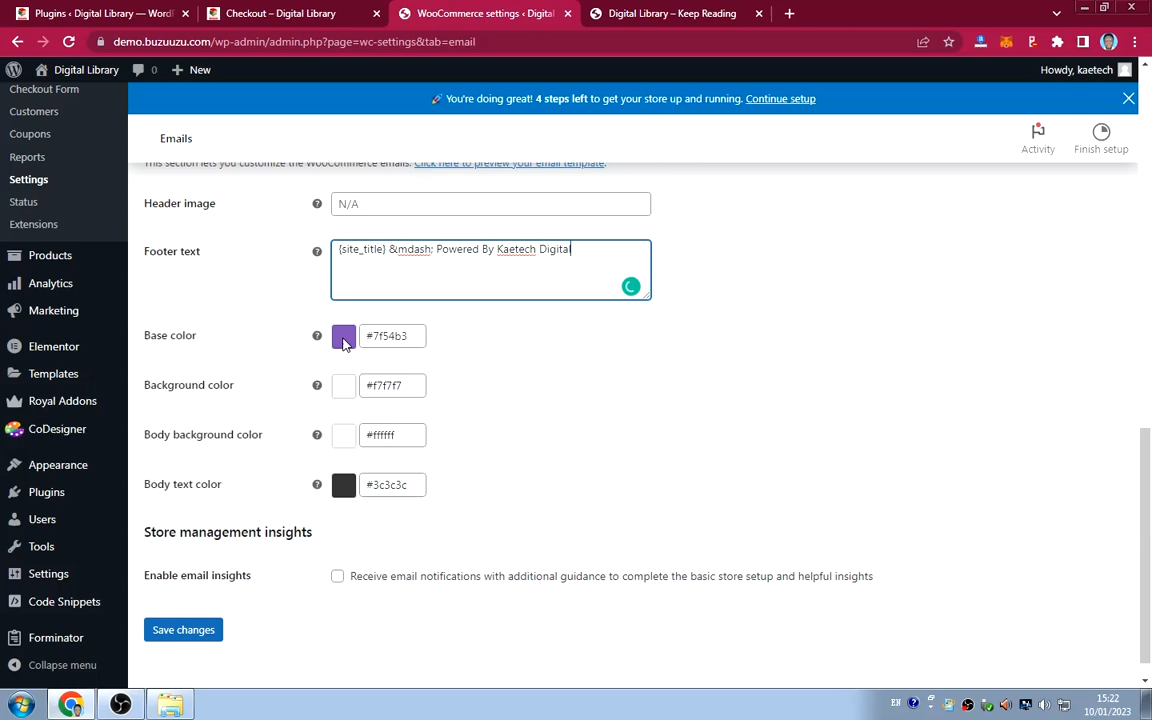 Plugins ‹ Digital Library — WordP
Checkout – Digital Library
WooCommerce settings ‹ Digital
Digital Library – Keep Reading
demo.buzuuzu.com/wp-admin/admin.php?page=wc-settings&tab=email
Digital Library
0
New
Howdy, kaetech
Checkout Form
Customers
Coupons
Reports
Settings
Status
Extensions
Products
Analytics
Marketing
Elementor
Templates
Royal Addons
CoDesigner
Appearance
Plugins
Users
Tools
Settings
Code Snippets
Forminator
Collapse menu
🚀 You're doing great! 4 steps left to get your store up and running. Continue setup
Emails
Activity
Finish setup
This section lets you customize the WooCommerce emails. Click here to preview your email template.
Header image
N/A
Footer text
{site_title} &mdash; Powered By Kaetech Digital
Base color
#7f54b3
Background color
#f7f7f7
Body background color
#ffffff
Body text color
#3c3c3c
Store management insights
Enable email insights
Receive email notifications with additional guidance to complete the basic store setup and helpful insights
Save changes
EN
15:22
10/01/2023